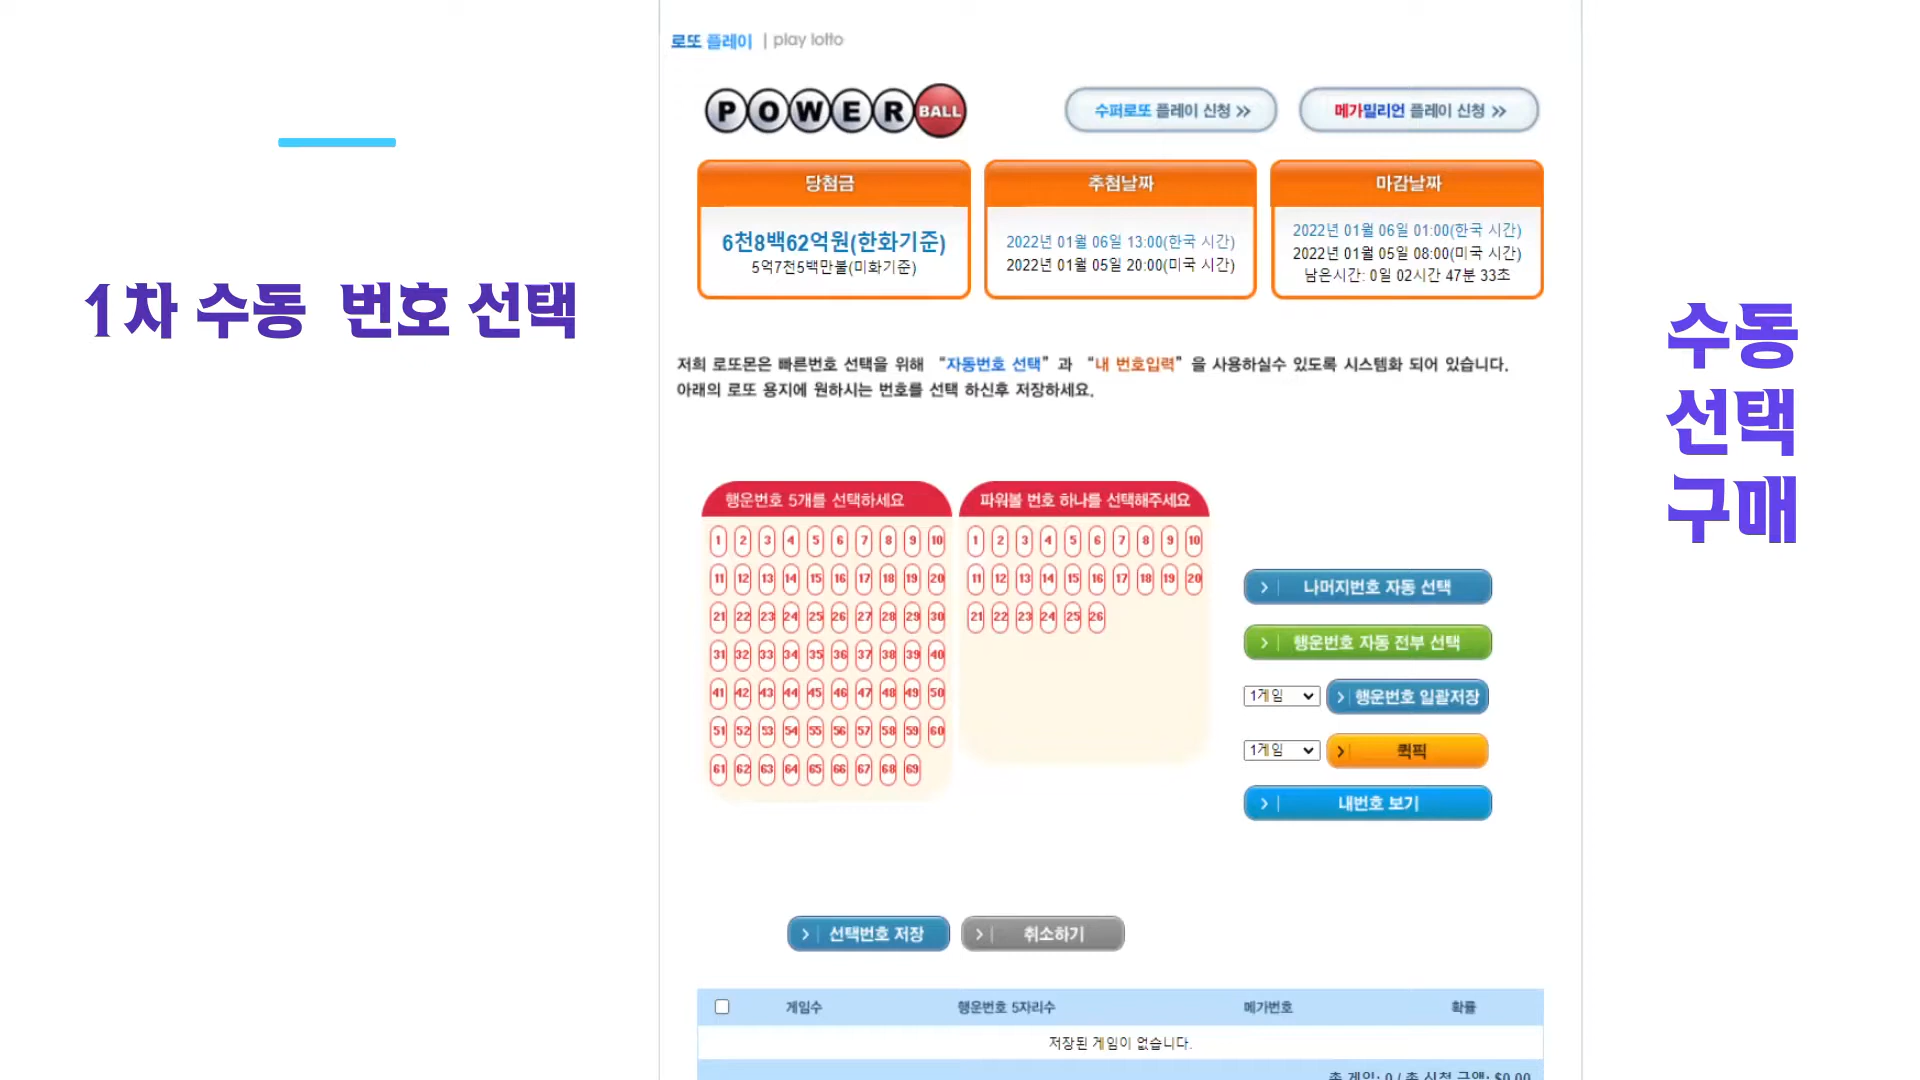 1차 수동 번호 선택
로또 플레이 | play lotto
POWER BALL
수퍼로또 플레이 신청 >>
메가밀리언 플레이 신청 >>
당첨금
6천8백62억원(한화기준)
5억7천5백만불(미화기준)
추첨날짜
2022년 01월 06일 13:00(한국 시간)
2022년 01월 05일 20:00(미국 시간)
마감날짜
2022년 01월 06일 01:00(한국 시간)
2022년 01월 05일 08:00(미국 시간)
남은시간: 0일 02시간 47분 33초
저희 로또몬은 빠른번호 선택을 위해 “자동번호 선택” 과 “내 번호입력” 을 사용하실수 있도록 시스템화 되어 있습니다.
아래의 로또 용지에 원하시는 번호를 선택 하신후 저장하세요.
행운번호 5개를 선택하세요
1 2 3 4 5 6 7 8 9 10
11 12 13 14 15 16 17 18 19 20
21 22 23 24 25 26 27 28 29 30
31 32 33 34 35 36 37 38 39 40
41 42 43 44 45 46 47 48 49 50
51 52 53 54 55 56 57 58 59 60
61 62 63 64 65 66 67 68 69
파워볼 번호 하나를 선택해주세요
1 2 3 4 5 6 7 8 9 10
11 12 13 14 15 16 17 18 19 20
21 22 23 24 25 26
나머지번호 자동 선택
행운번호 자동 전부 선택
1게임 행운번호 일괄저장
1게임 퀵픽
내번호 보기
선택번호 저장
취소하기
게임수 행운번호 5자리수 메가번호 확률
저장된 게임이 없습니다.
총 게임: 0 / 총 신청 금액: $0.00
수동
선택
구매